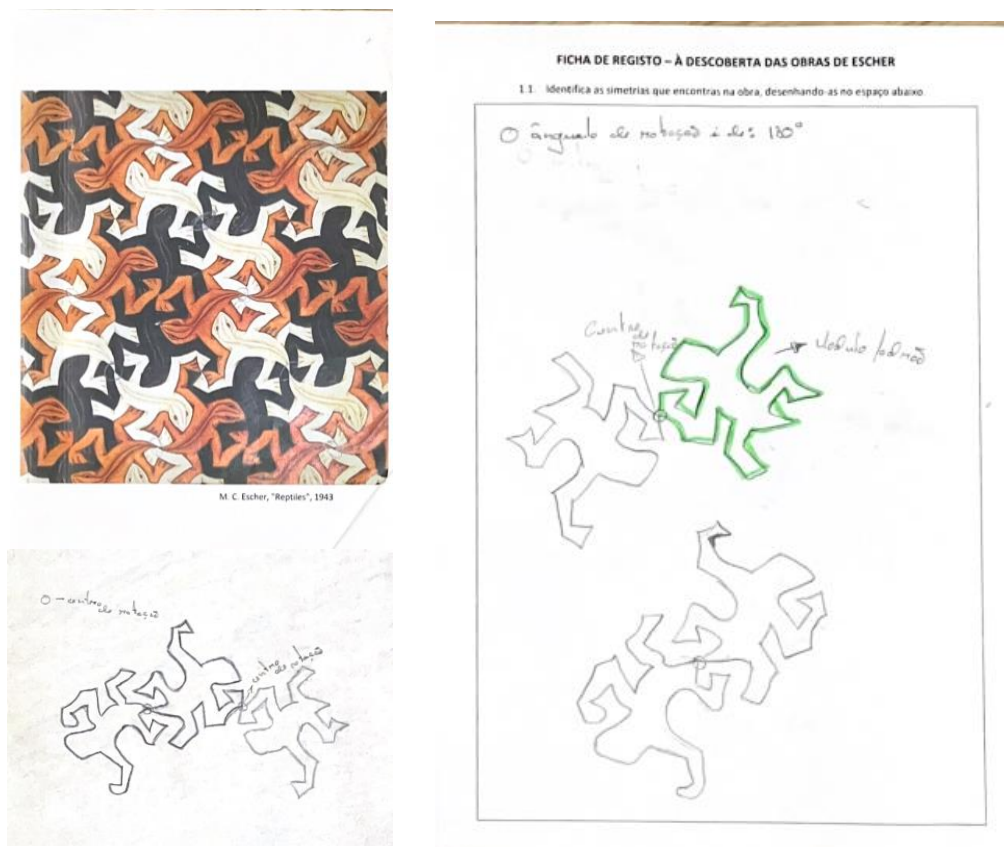 M. C. Escher, "Reptiles", 1943
O - centro
de rotação
centro
de rotação
FICHA DE REGISTO – À DESCOBERTA DAS OBRAS DE ESCHER
1.1. Identifica as simetrias que encontras na obra, desenhando-as no espaço abaixo
O ângulo de rotação é de: 180°
Centro
de
rotação
Módulo padrão